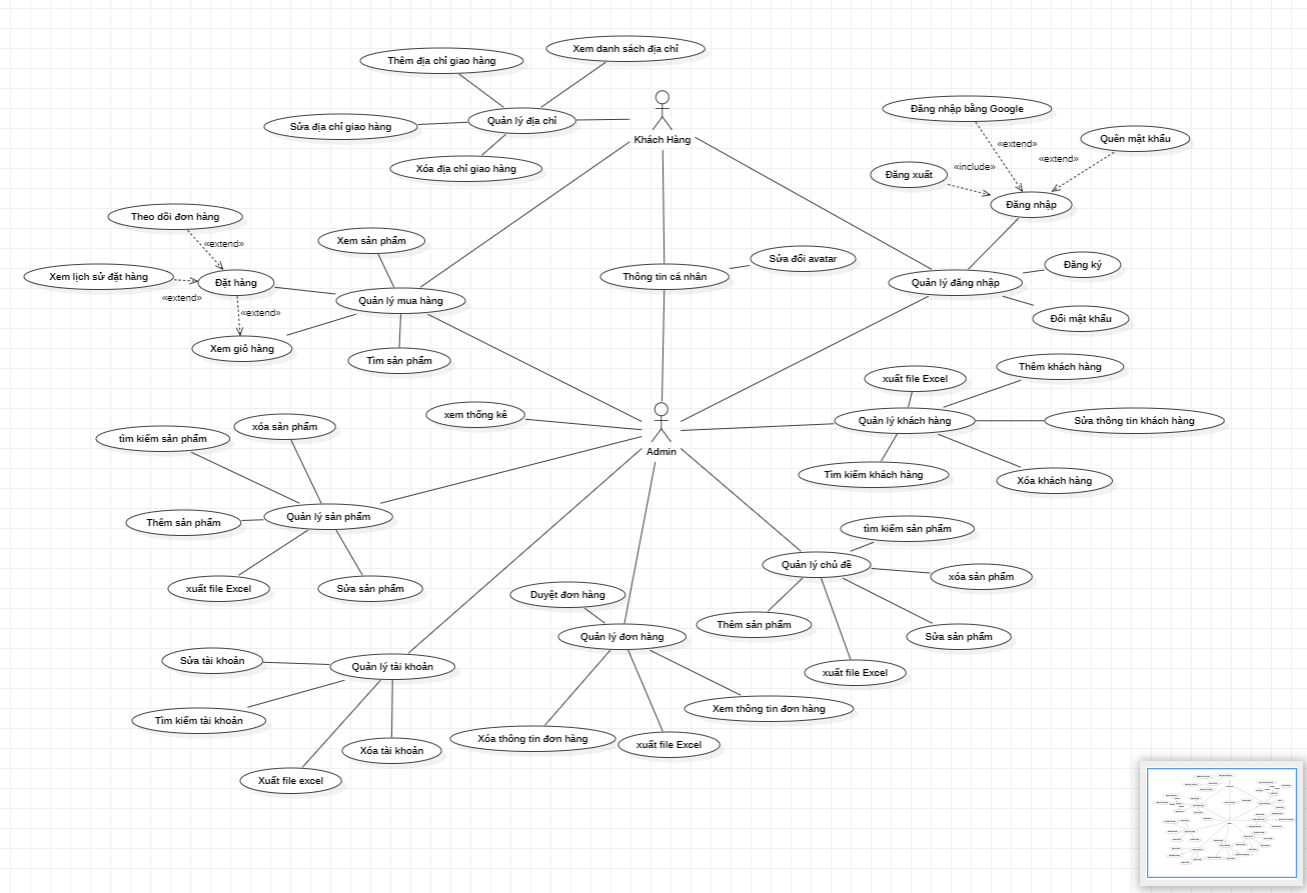 Xem danh sách địa chỉ
Thêm địa chỉ giao hàng
Sửa địa chỉ giao hàng
Quản lý địa chỉ
Xóa địa chỉ giao hàng
Khách Hàng
Đăng nhập bằng Google
Quên mật khẩu
«extend»
«extend»
«include»
Đăng xuất
Đăng nhập
Theo dõi đơn hàng
«extend»
Xem sản phẩm
Xem lịch sử đặt hàng
Đặt hàng
«extend»
«extend»
Quản lý mua hàng
Xem giỏ hàng
Tìm sản phẩm
Thông tin cá nhân
Sửa đổi avatar
Quản lý đăng nhập
Đăng ký
Đổi mật khẩu
xuất file Excel
Thêm khách hàng
Quản lý khách hàng
Sửa thông tin khách hàng
Tìm kiếm khách hàng
Xóa khách hàng
xem thống kê
Admin
tìm kiếm sản phẩm
xóa sản phẩm
Thêm sản phẩm
Quản lý sản phẩm
xuất file Excel
Sửa sản phẩm
tìm kiếm sản phẩm
Quản lý chủ đề
xóa sản phẩm
Thêm sản phẩm
Sửa sản phẩm
xuất file Excel
Duyệt đơn hàng
Quản lý đơn hàng
Xem thông tin đơn hàng
Xóa thông tin đơn hàng
xuất file Excel
Sửa tài khoản
Quản lý tài khoản
Tìm kiếm tài khoản
Xóa tài khoản
Xuất file excel